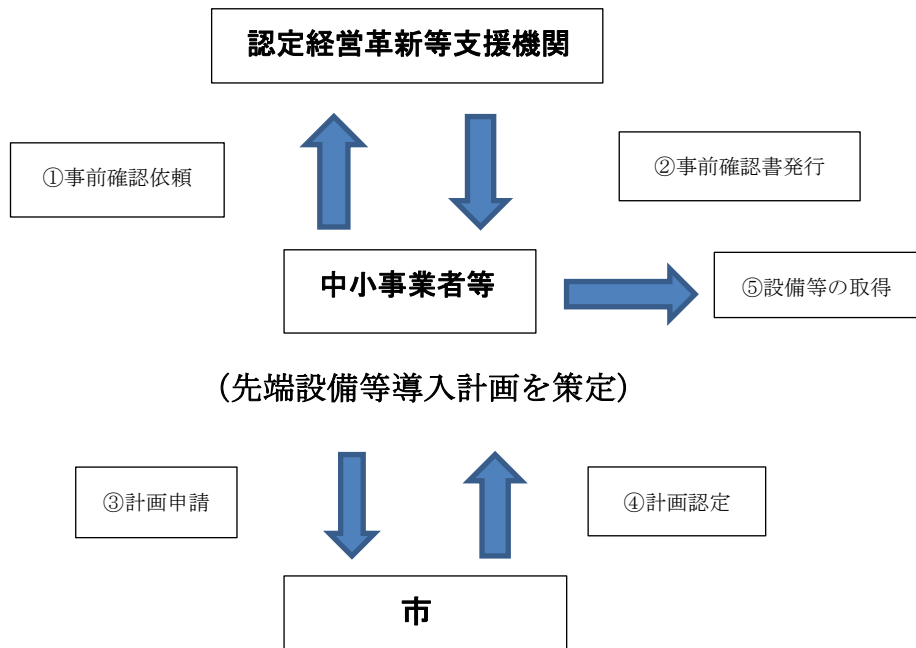 認定経営革新等支援機関
①事前確認依頼
②事前確認書発行
中小事業者等
⑤設備等の取得
(先端設備等導入計画を策定)
③計画申請
④計画認定
市